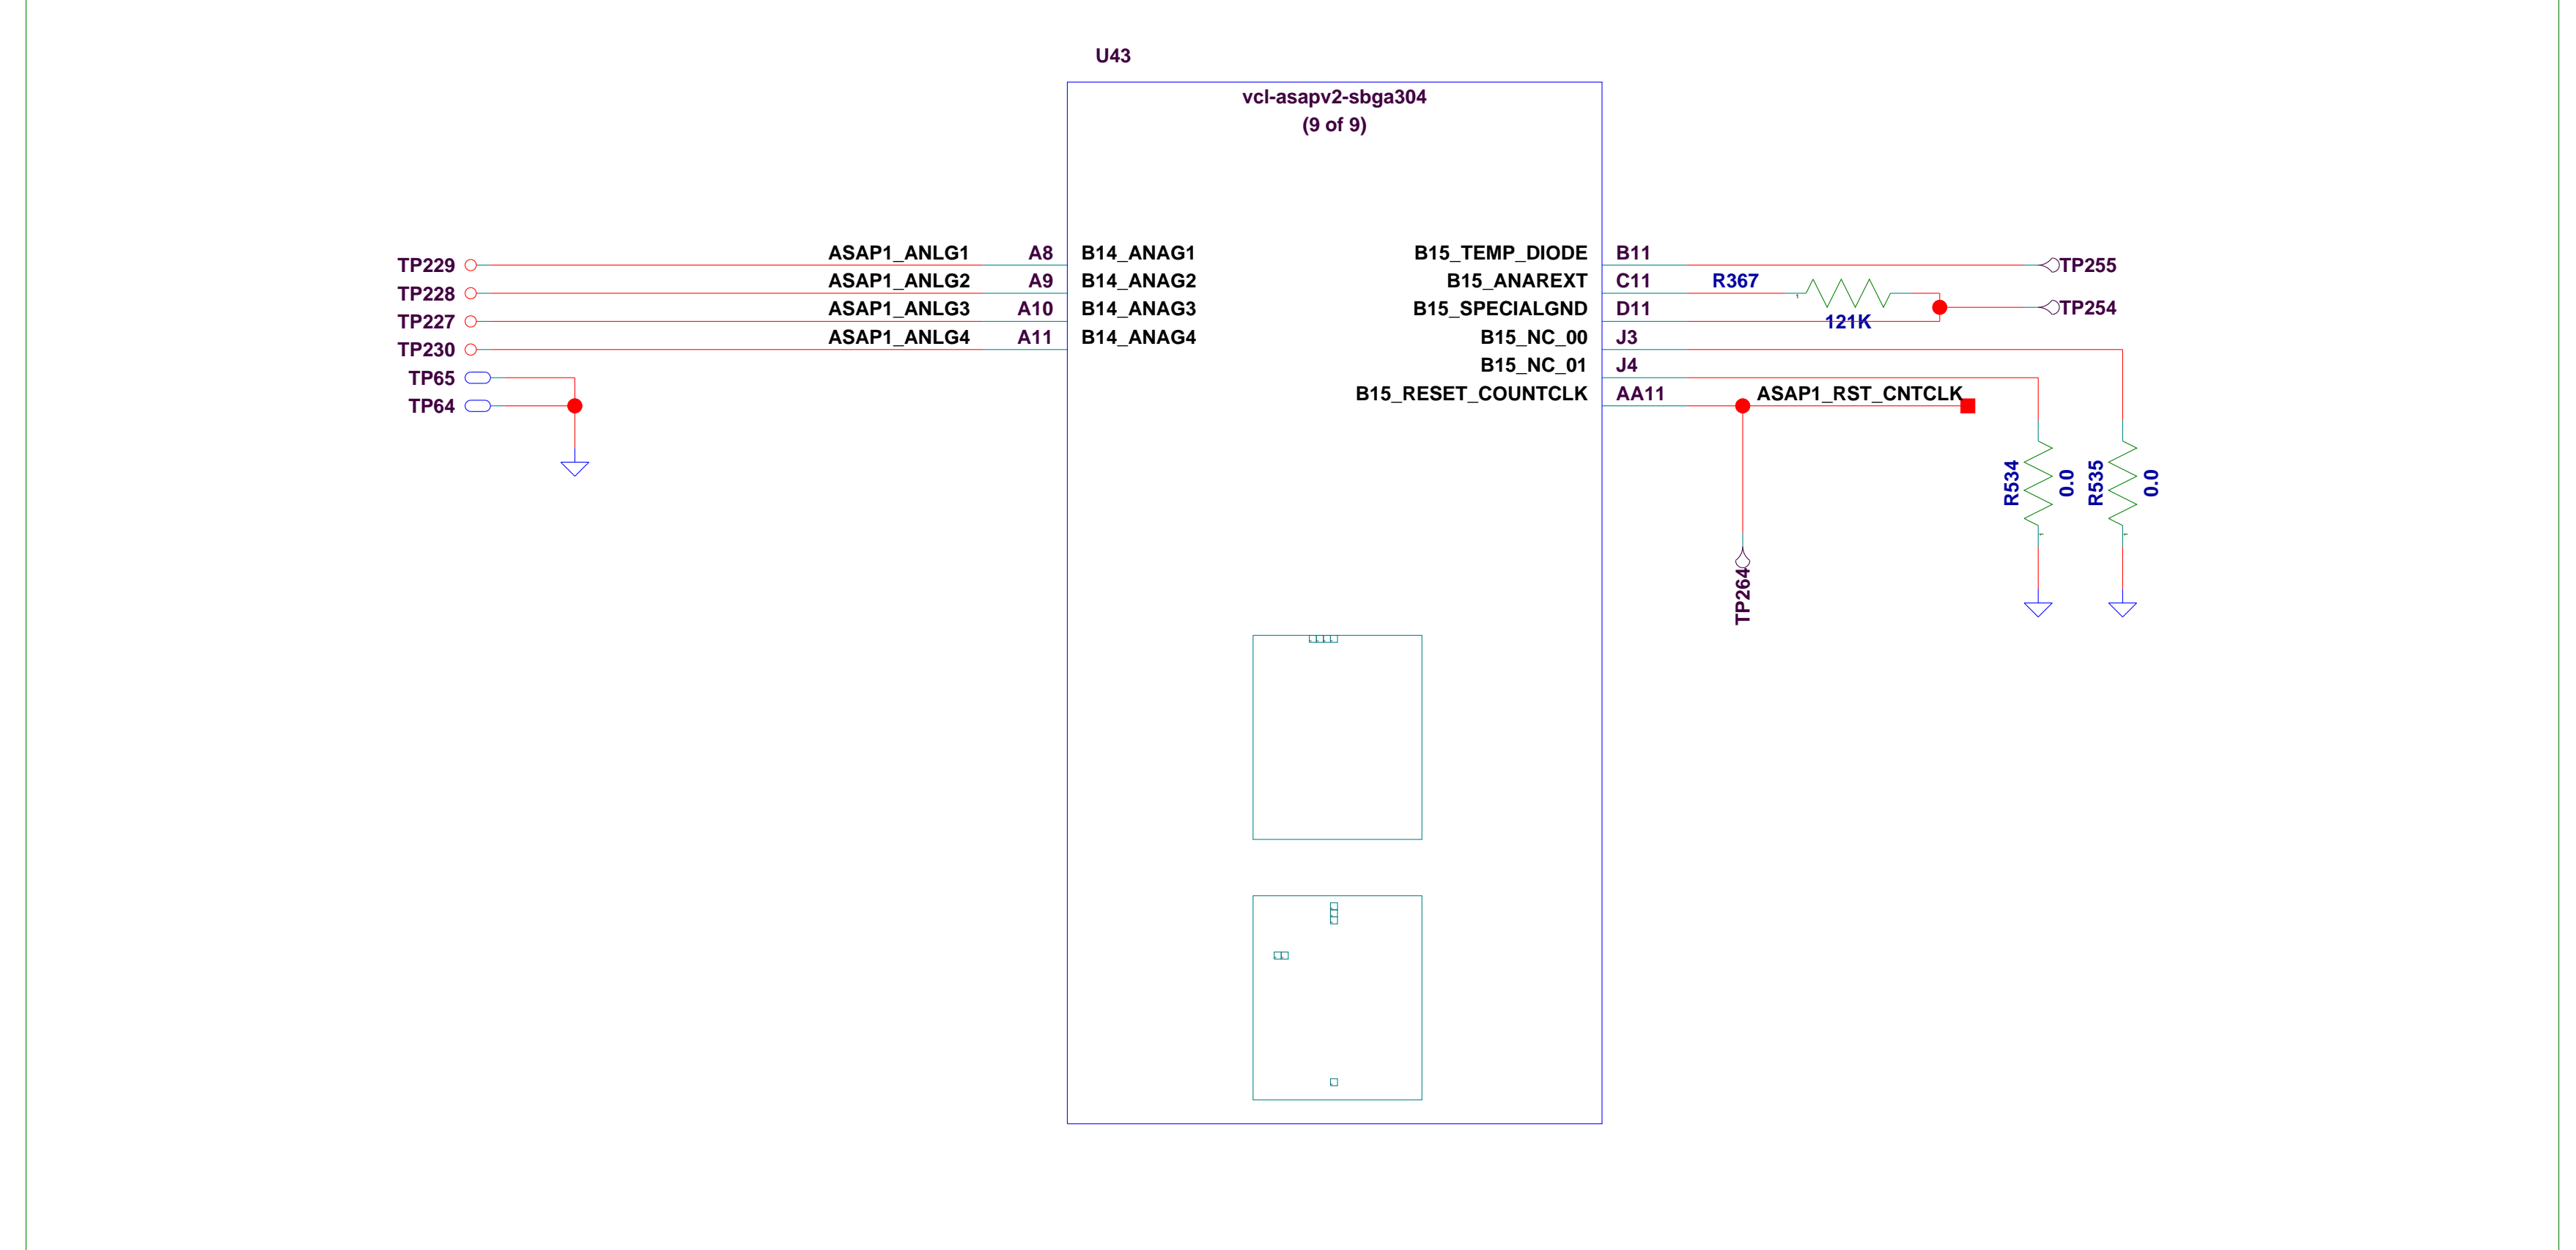 U43
vcl-asapv2-sbga304
(9 of 9)
TP229 ASAP1_ANLG1 A8 B14_ANAG1
TP228 ASAP1_ANLG2 A9 B14_ANAG2
TP227 ASAP1_ANLG3 A10 B14_ANAG3
TP230 ASAP1_ANLG4 A11 B14_ANAG4
TP65
TP64
B15_TEMP_DIODE B11 TP255
B15_ANAREXT C11 R367
B15_SPECIALGND D11 121K TP254
B15_NC_00 J3
B15_NC_01 J4
B15_RESET_COUNTCLK AA11 ASAP1_RST_CNTCLK
TP264
R534 0.0
R535 0.0